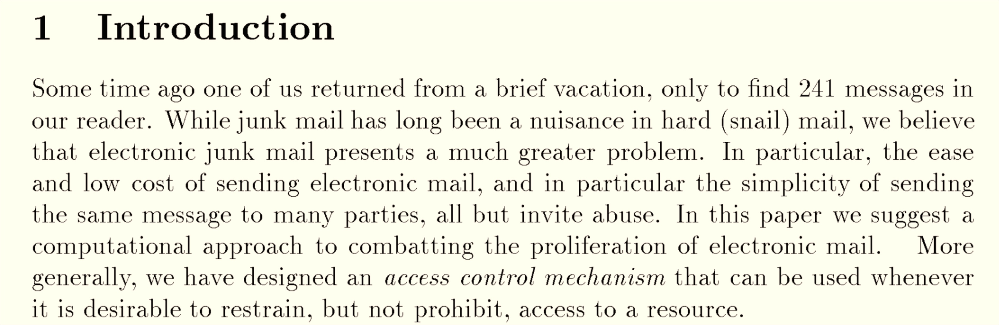 1 Introduction
Some time ago one of us returned from a brief vacation, only to find 241 messages in
our reader. While junk mail has long been a nuisance in hard (snail) mail, we believe
that electronic junk mail presents a much greater problem. In particular, the ease
and low cost of sending electronic mail, and in particular the simplicity of sending
the same message to many parties, all but invite abuse. In this paper we suggest a
computational approach to combatting the proliferation of electronic mail. More
generally, we have designed an access control mechanism that can be used whenever
it is desirable to restrain, but not prohibit, access to a resource.